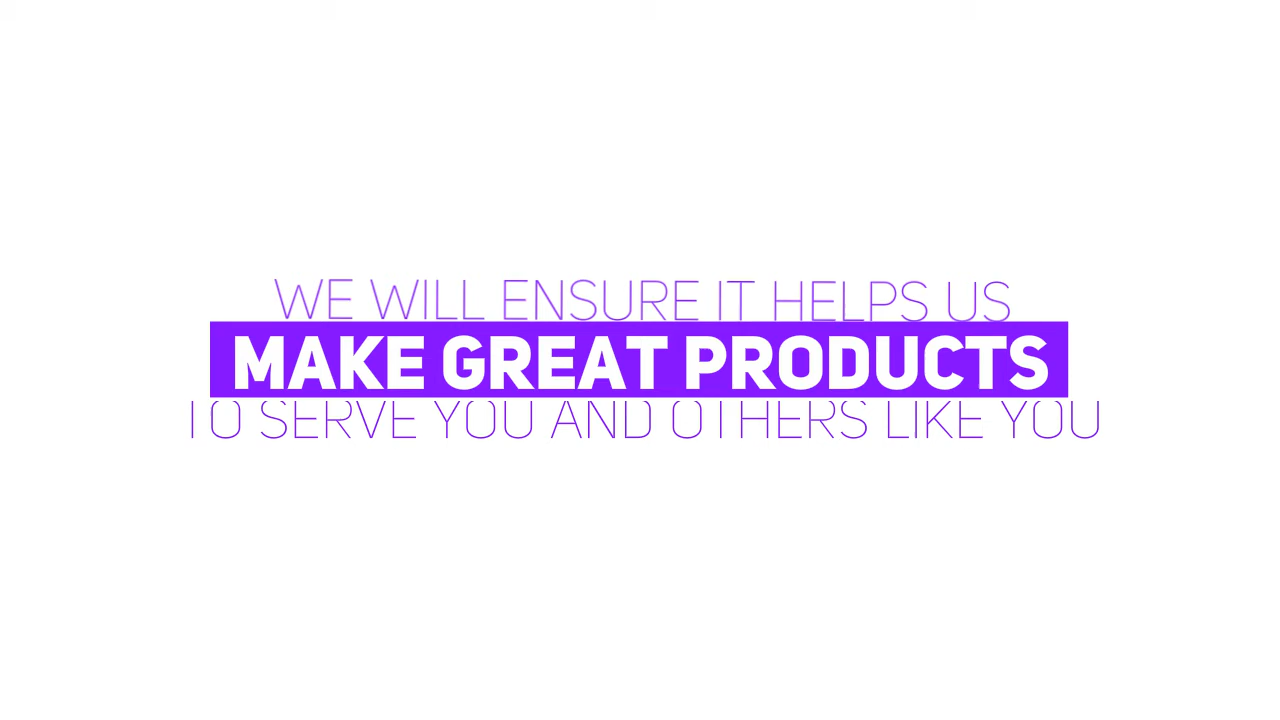 WE WILL ENSURE IT HELPS US
MAKE GREAT PRODUCTS
TO SERVE YOU AND OTHERS LIKE YOU